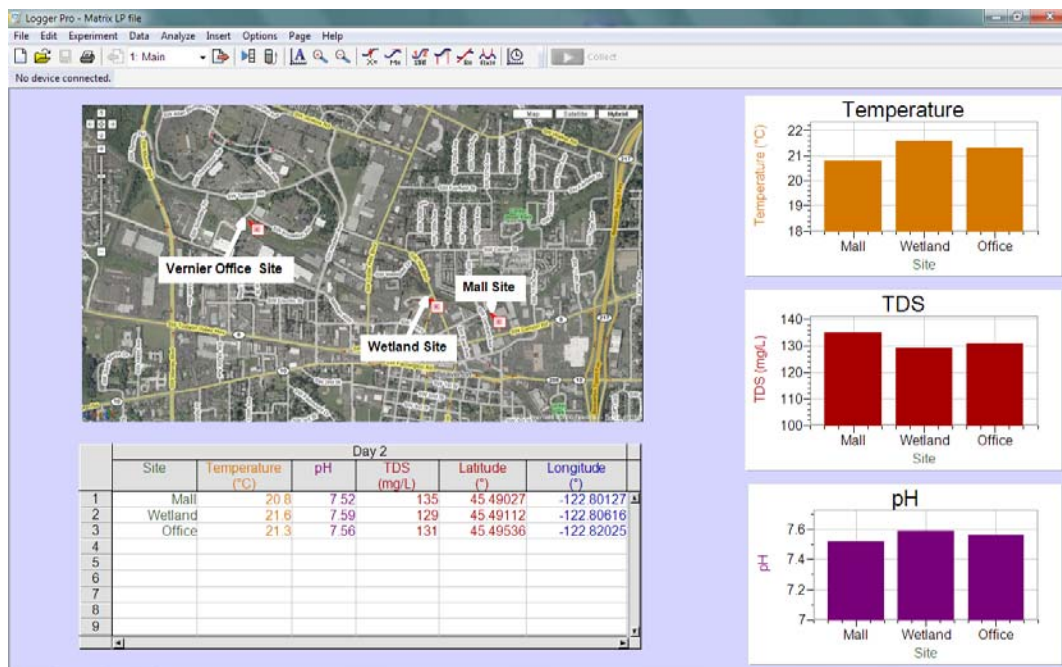 Logger Pro - Matrix LP file
File Edit Experiment Data Analyze Insert Options Page Help
1: Main
Collect
No device connected.
Map Satellite Hybrid
Vernier Office Site
Mall Site
Wetland Site
217
217
8
8
10
10
Day 2
Site Temperature pH TDS Latitude Longitude
(°C) (mg/L) (°) (°)
1 Mall 20.8 7.52 135 45.49027 -122.80127
2 Wetland 21.6 7.59 129 45.49112 -122.80616
3 Office 21.3 7.56 131 45.49536 -122.82025
4
5
6
7
8
9
Temperature
Temperature (°C)
22
21
20
19
18
Mall Wetland Office
Site
TDS
TDS (mg/L)
140
130
120
110
100
Mall Wetland Office
Site
pH
pH
7.6
7.4
7.2
7
Mall Wetland Office
Site